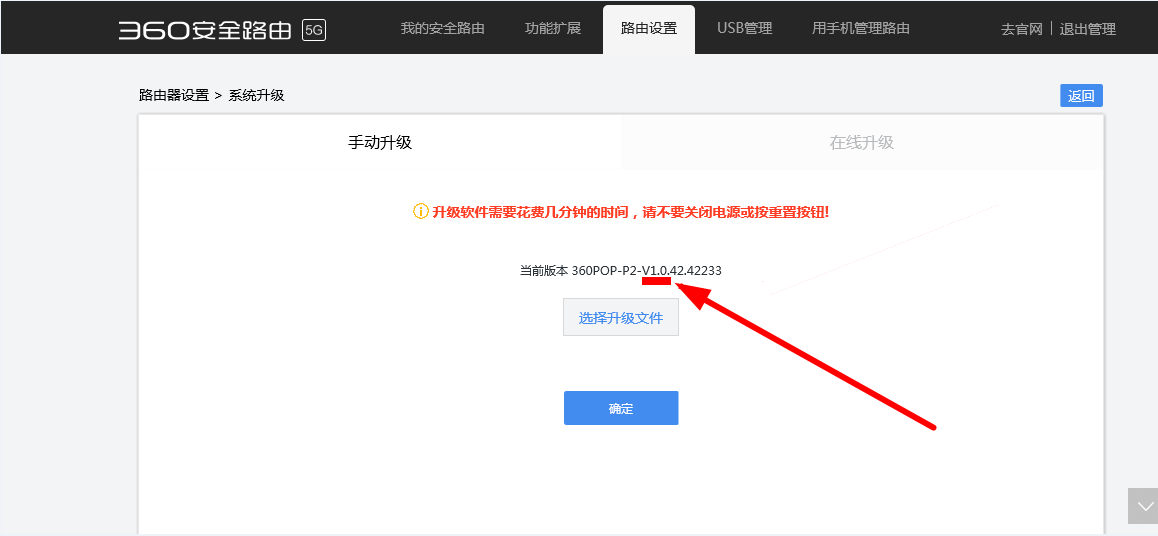 360安全路由 5G 我的安全路由 功能扩展 路由设置 USB管理 用手机管理路由 去官网 | 退出管理
路由器设置 > 系统升级 返回
手动升级 在线升级
升级软件需要花费几分钟的时间，请不要关闭电源或按重置按钮!
当前版本 360POP-P2-V1.0.42.42233
选择升级文件
确定